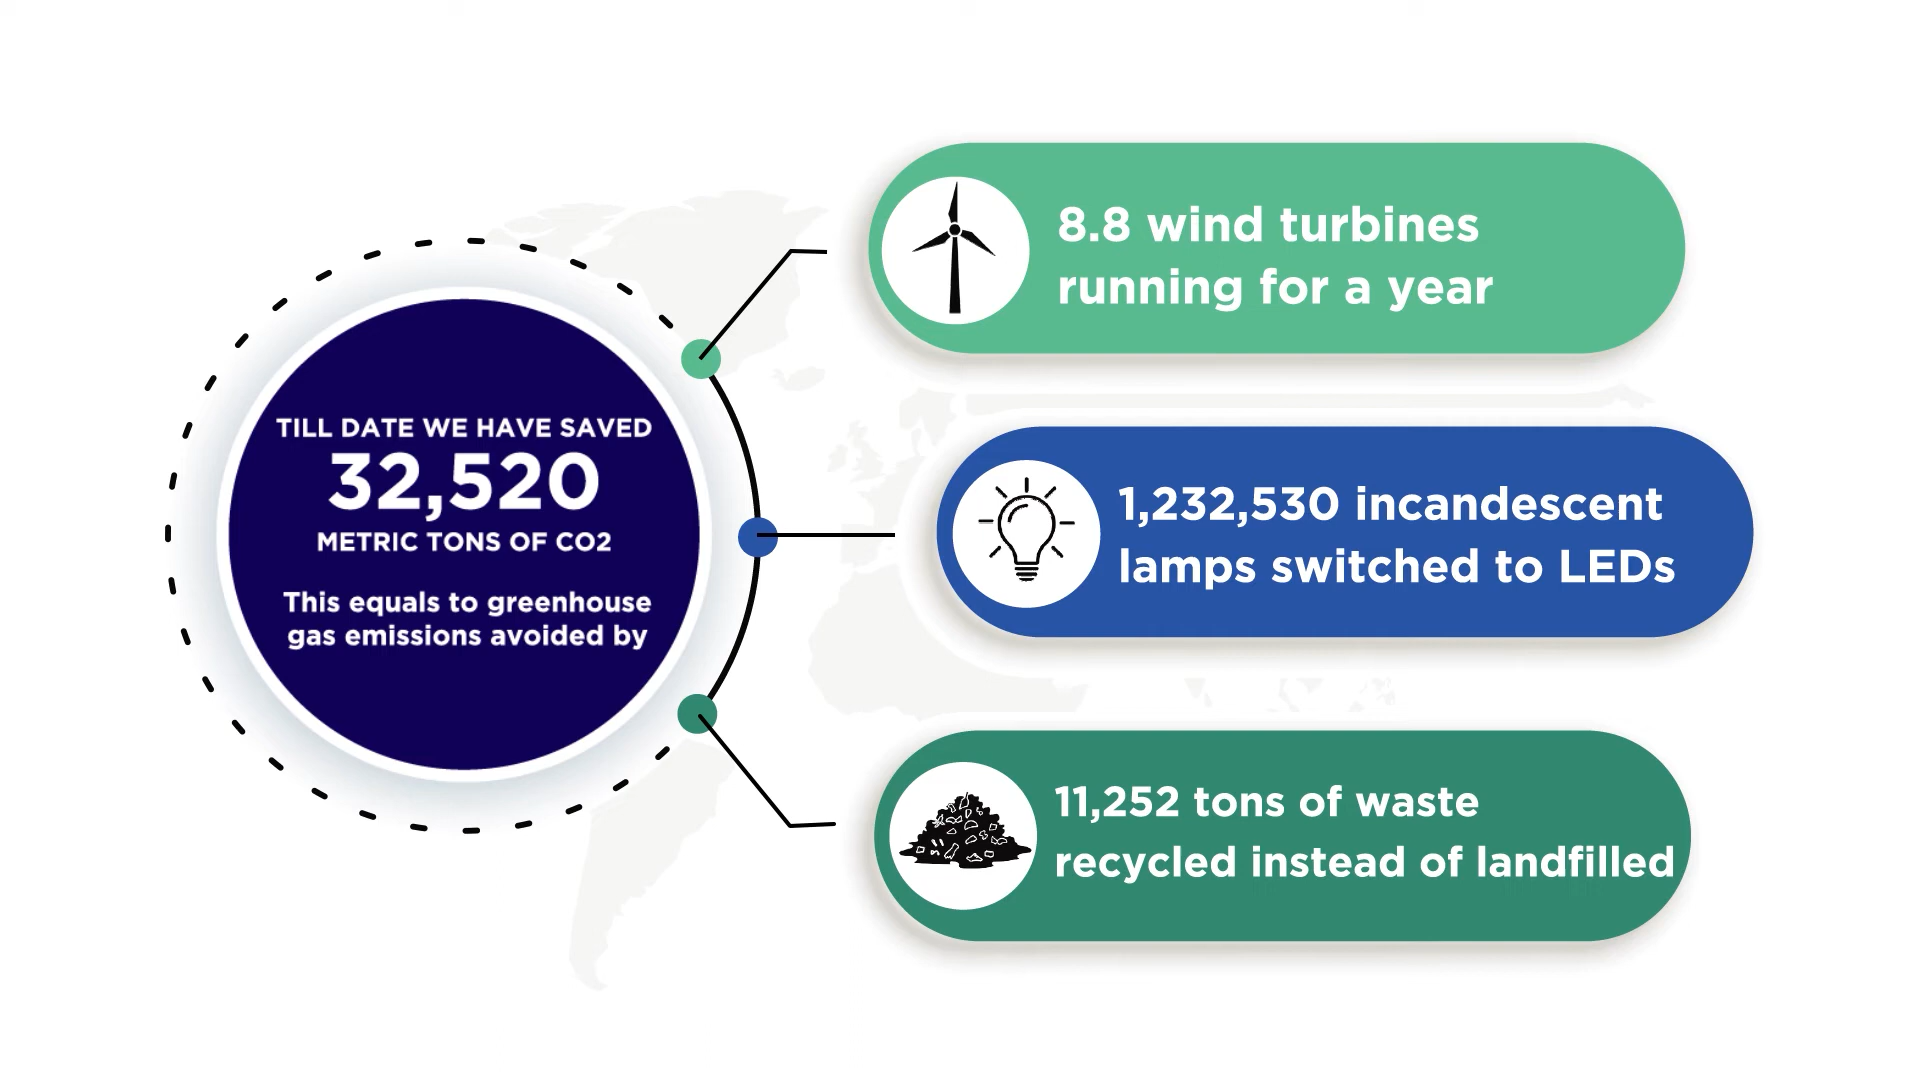 TILL DATE WE HAVE SAVED
32,520
METRIC TONS OF CO2
This equals to greenhouse
gas emissions avoided by
8.8 wind turbines
running for a year
1,232,530 incandescent
lamps switched to LEDs
11,252 tons of waste
recycled instead of landfilled